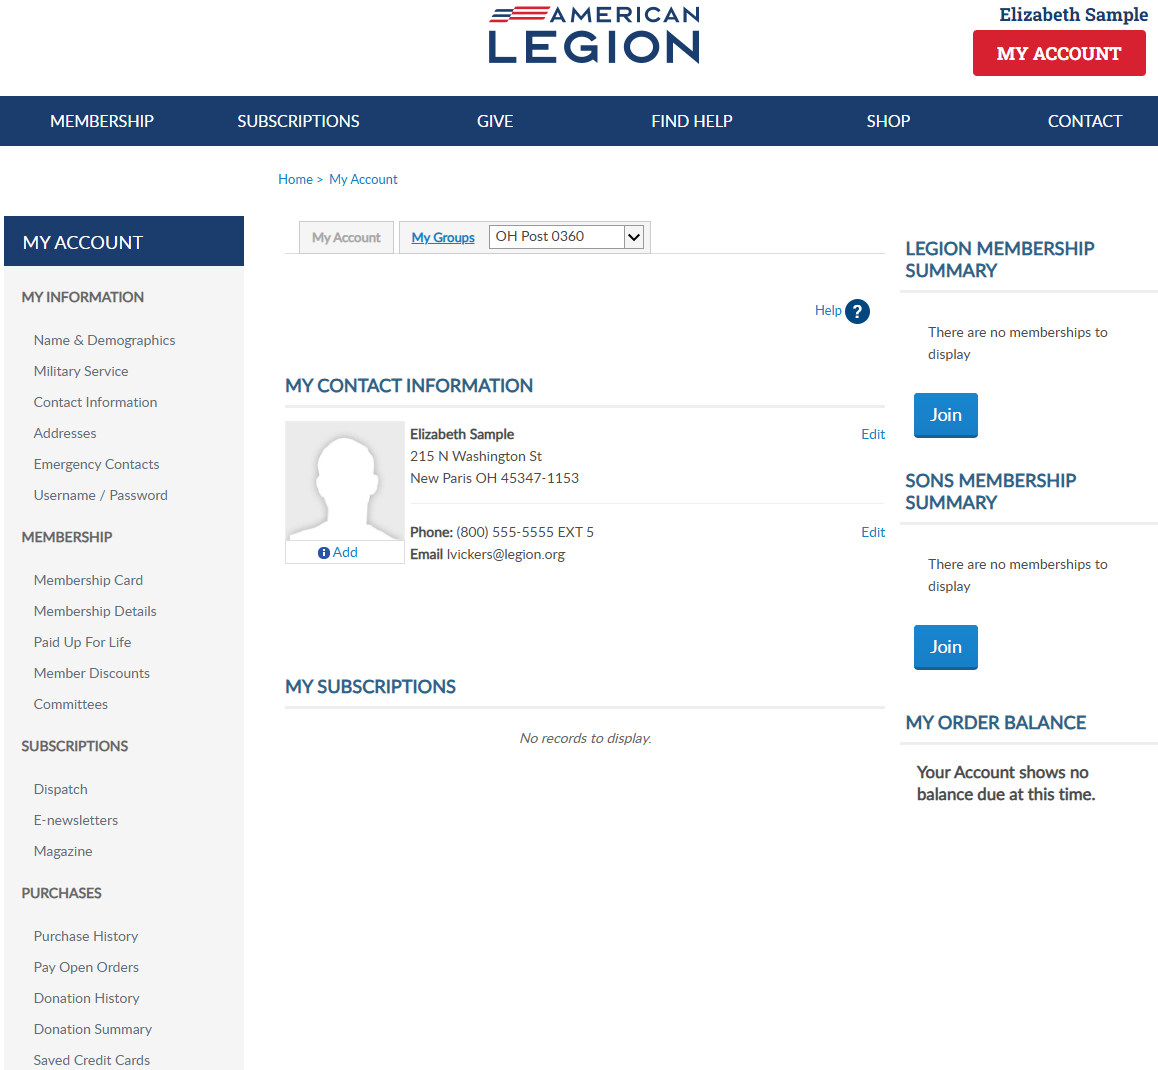 AMERICAN
LEGION
Elizabeth Sample
MY ACCOUNT
MEMBERSHIP SUBSCRIPTIONS GIVE FIND HELP SHOP CONTACT
Home > My Account
MY ACCOUNT
MY INFORMATION
Name & Demographics
Military Service
Contact Information
Addresses
Emergency Contacts
Username / Password
MEMBERSHIP
Membership Card
Membership Details
Paid Up For Life
Member Discounts
Committees
SUBSCRIPTIONS
Dispatch
E-newsletters
Magazine
PURCHASES
Purchase History
Pay Open Orders
Donation History
Donation Summary
Saved Credit Cards
My Account My Groups OH Post 0360
Help ?
MY CONTACT INFORMATION
Elizabeth Sample Edit
215 N Washington St
New Paris OH 45347-1153
Phone: (800) 555-5555 EXT 5 Edit
Email lvickers@legion.org
i Add
MY SUBSCRIPTIONS
No records to display.
LEGION MEMBERSHIP
SUMMARY
There are no memberships to
display
Join
SONS MEMBERSHIP
SUMMARY
There are no memberships to
display
Join
MY ORDER BALANCE
Your Account shows no
balance due at this time.